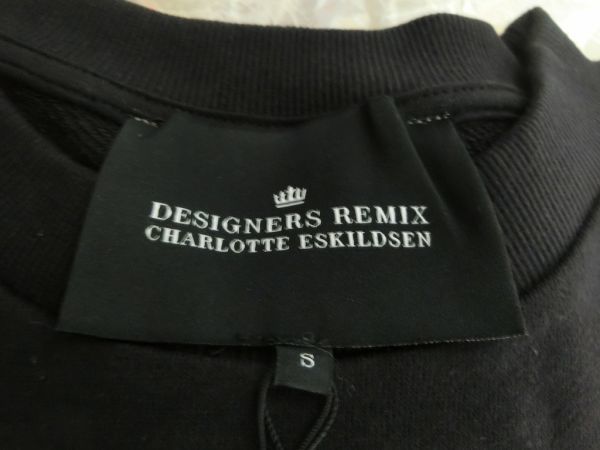 DESIGNERS REMIX
CHARLOTTE ESKILDSEN
S